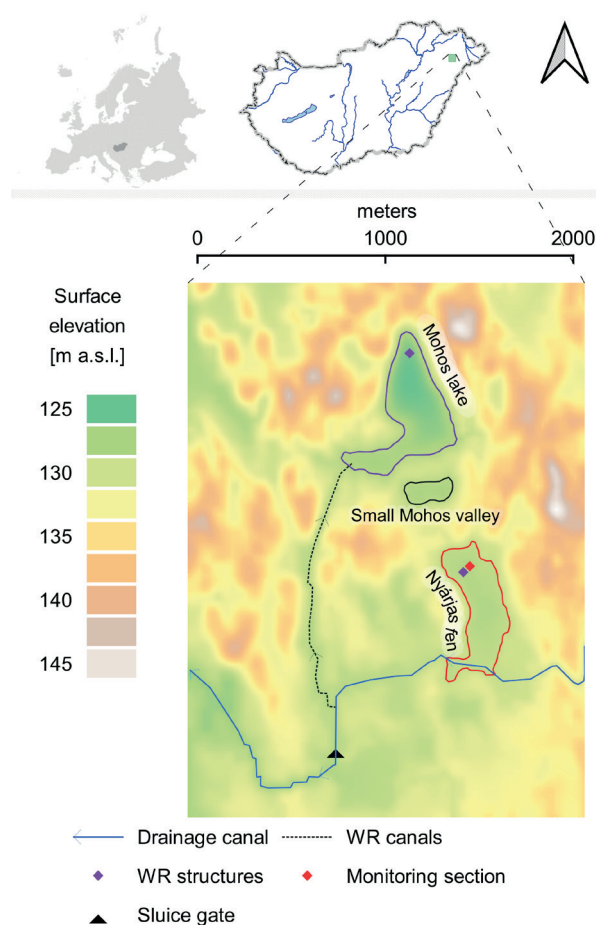 meters
0 1000 2000
Surface
elevation
[m a.s.l.]
125
130
135
140
145
Mohos lake
Small Mohos valley
Nyárjas fen
Drainage canal
WR canals
WR structures
Monitoring section
Sluice gate